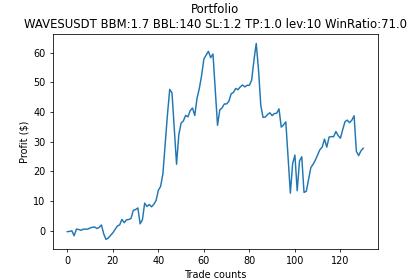 Portfolio
WAVESUSDT BBM:1.7 BBL:140 SL:1.2 TP:1.0 lev:10 WinRatio:71.0
60
50
40
30
20
10
0
Profit ($)
0 20 40 60 80 100 120
Trade counts